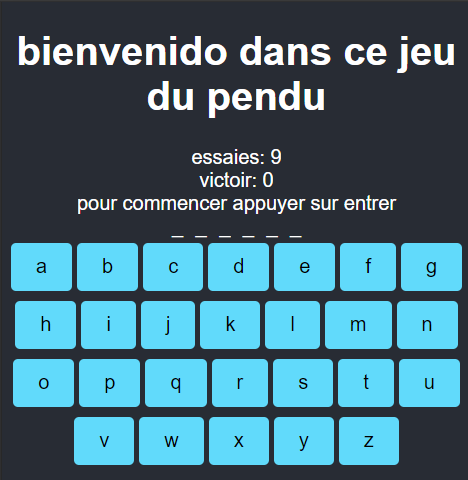 bienvenido dans ce jeu
du pendu
essaies: 9
victoir: 0
pour commencer appuyer sur entrer
_ _ _ _ _ _
a b c d e f g
h i j k l m n
o p q r s t u
v w x y z